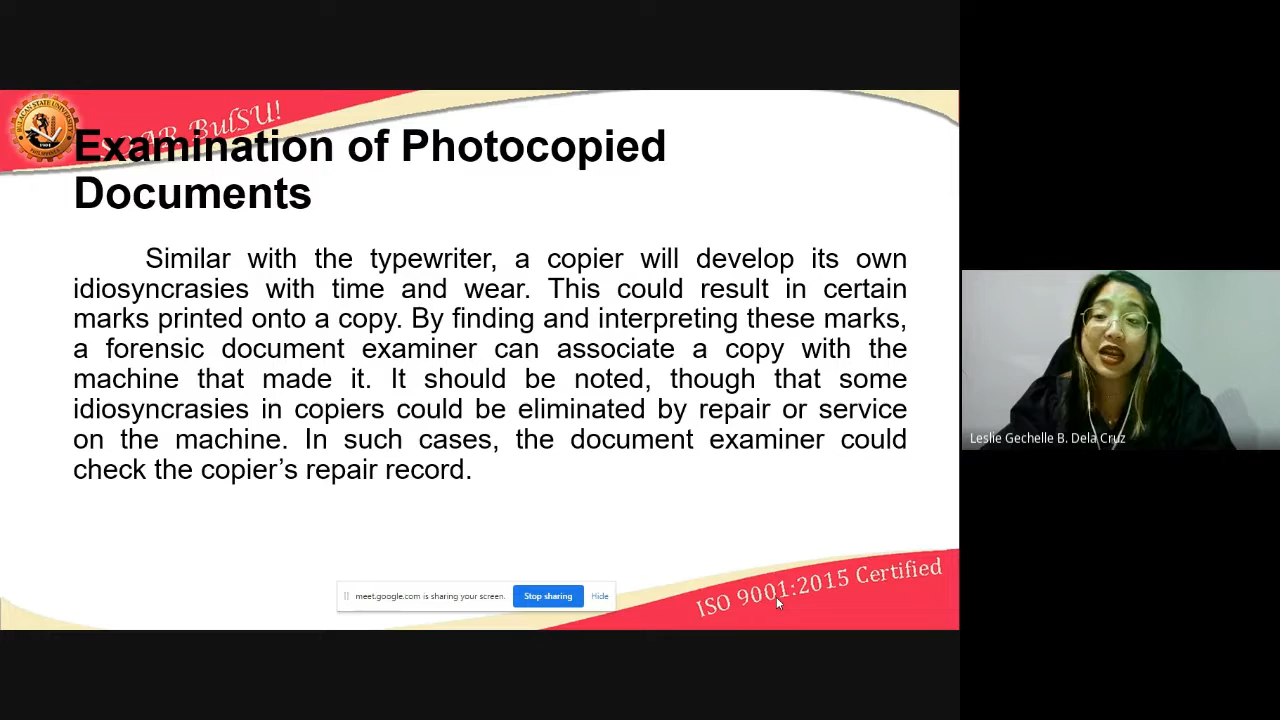 BulSU!
Examination of Photocopied
Documents
Similar with the typewriter, a copier will develop its own
idiosyncrasies with time and wear. This could result in certain
marks printed onto a copy. By finding and interpreting these marks,
a forensic document examiner can associate a copy with the
machine that made it. It should be noted, though that some
idiosyncrasies in copiers could be eliminated by repair or service
on the machine. In such cases, the document examiner could
check the copier’s repair record.
Leslie Gechelle B. Dela Cruz
meet.google.com is sharing your screen.
Stop sharing
Hide
ISO 9001:2015 Certified